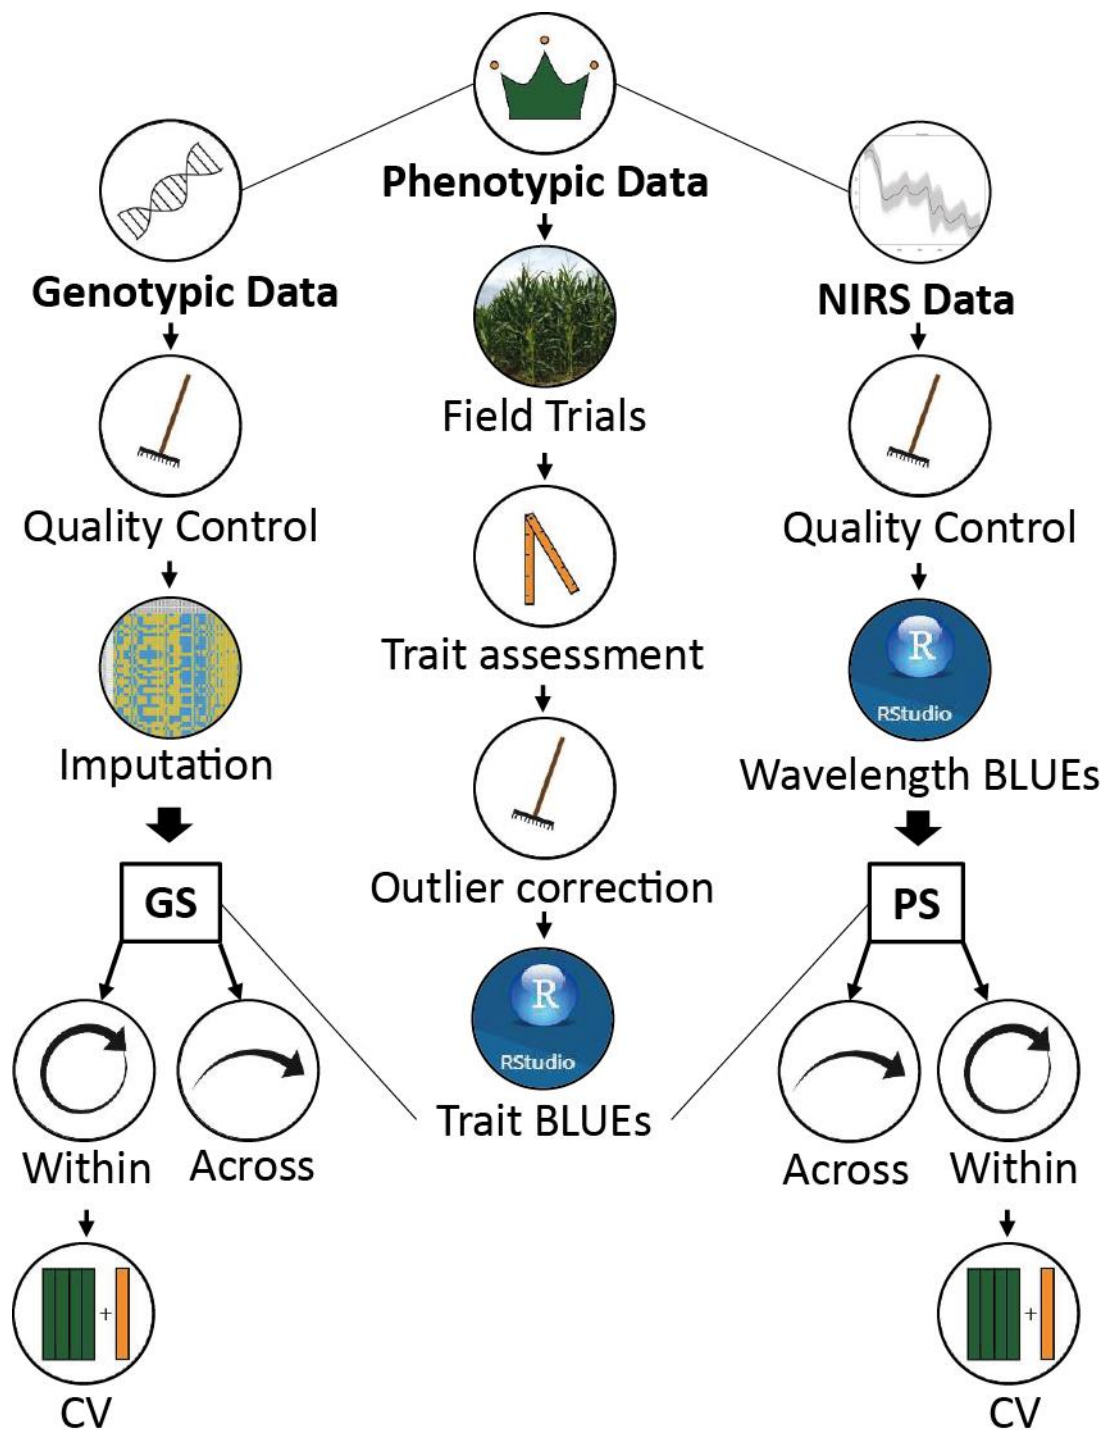 Phenotypic Data
Genotypic Data
NIRS Data
Field Trials
Quality Control
Quality Control
Trait assessment
R
RStudio
Imputation
Wavelength BLUEs
Outlier correction
GS
PS
R
RStudio
Trait BLUEs
Within
Across
Across
Within
+
+
CV
CV